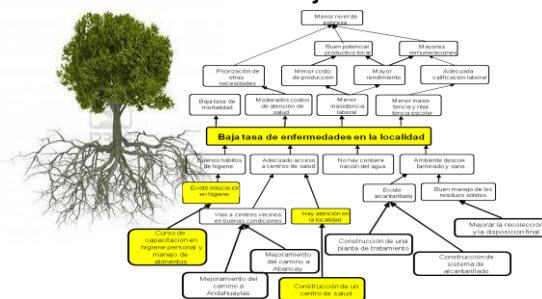 Menor nivel de
pobreza
Buen potencial
productivo local
Mayores
remuneraciones
Priorización de
otras
necesidades
Menor costo
de producción
Mayor
rendimiento
Adecuada
calificación laboral
Baja tasa de
mortalidad
Moderados costos
de atención de
salud
Menor
inasistencia
laboral
Menor inasis
tencia y repi
tencia escolar
Baja tasa de enfermedades en la localidad
Buenos hábitos
de higiene
Adecuado acceso
a centros de salud
No hay contami
nación del agua
Ambiente descon
taminado y sano
Existe educación
en higiene
Existe
alcantarillado
Buen manejo de los
residuos sólidos
Vías a centros vecinos
en buenas condiciones
Hay atención en
la localidad
Curso de
capacitación en
higiene personal y
manejo de
alimentos
Mejorar la recolección
y la disposición final
Construcción de una
planta de tratamiento
Mejoramiento
del camino a
Abancay
Construcción de
sistema de
alcantarillado
Mejoramiento del
camino a
Andahuaylas
Construcción de un
centro de salud